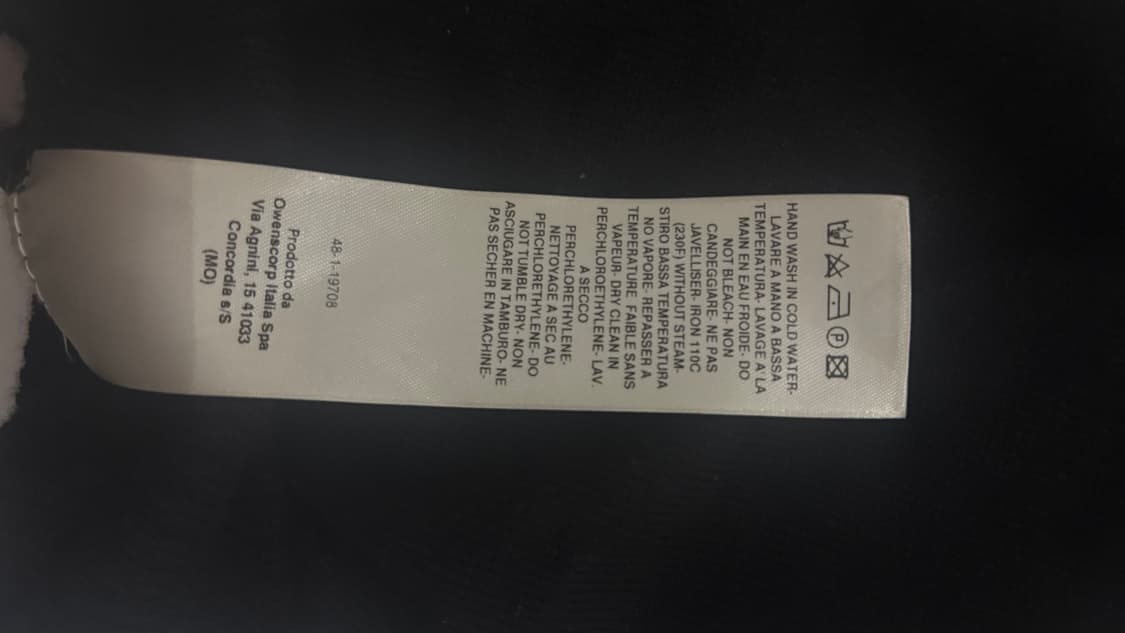 P
HAND WASH IN COLD WATER-
LAVARE A MANO A BASSA
TEMPERATURA- LAVAGE A' LA
MAIN EN EAU FROIDE- DO
NOT BLEACH- NON
CANDEGGIARE- NE PAS
JAVELLISER- IRON 110C
(230F) WITHOUT STEAM-
STIRO BASSA TEMPERATURA
NO VAPORE- REPASSER A
TEMPERATURE FAIBLE SANS
VAPEUR- DRY CLEAN IN
PERCHLOROETHYLENE- LAV.
A SECCO
PERCHLORETHYLENE-
NETTOYAGE A SEC AU
PERCHLORETHYLENE- DO
NOT TUMBLE DRY- NON
ASCIUGARE IN TAMBURO- NE
PAS SECHER EN MACHINE-
48-1-19708
Prodotto da
Owenscorp Italia Spa
Via Agnini, 15 41033
Concordia s/S
(MO)